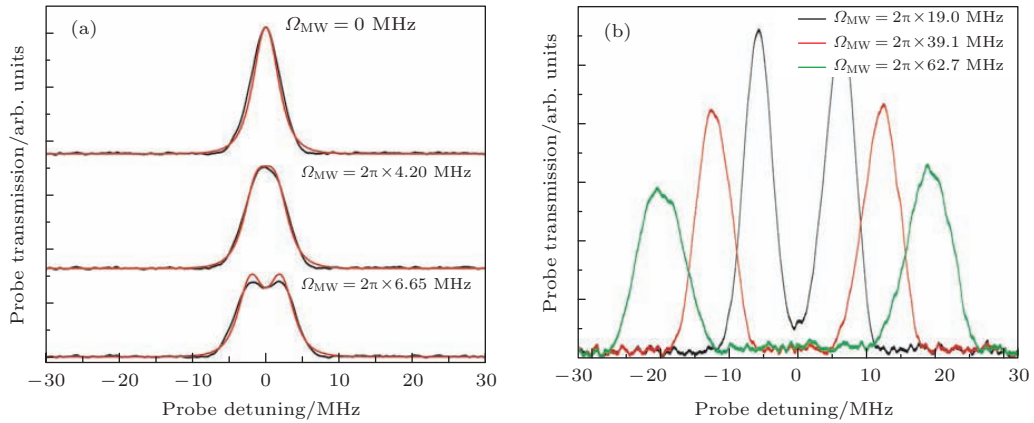 (a)
Ω_MW = 0 MHz
Ω_MW = 2π×4.20 MHz
Ω_MW = 2π×6.65 MHz
Probe transmission/arb. units
−30 −20 −10 0 10 20 30
Probe detuning/MHz
(b)
Ω_MW = 2π×19.0 MHz
Ω_MW = 2π×39.1 MHz
Ω_MW = 2π×62.7 MHz
Probe transmission/arb. units
−30 −20 −10 0 10 20 30
Probe detuning/MHz